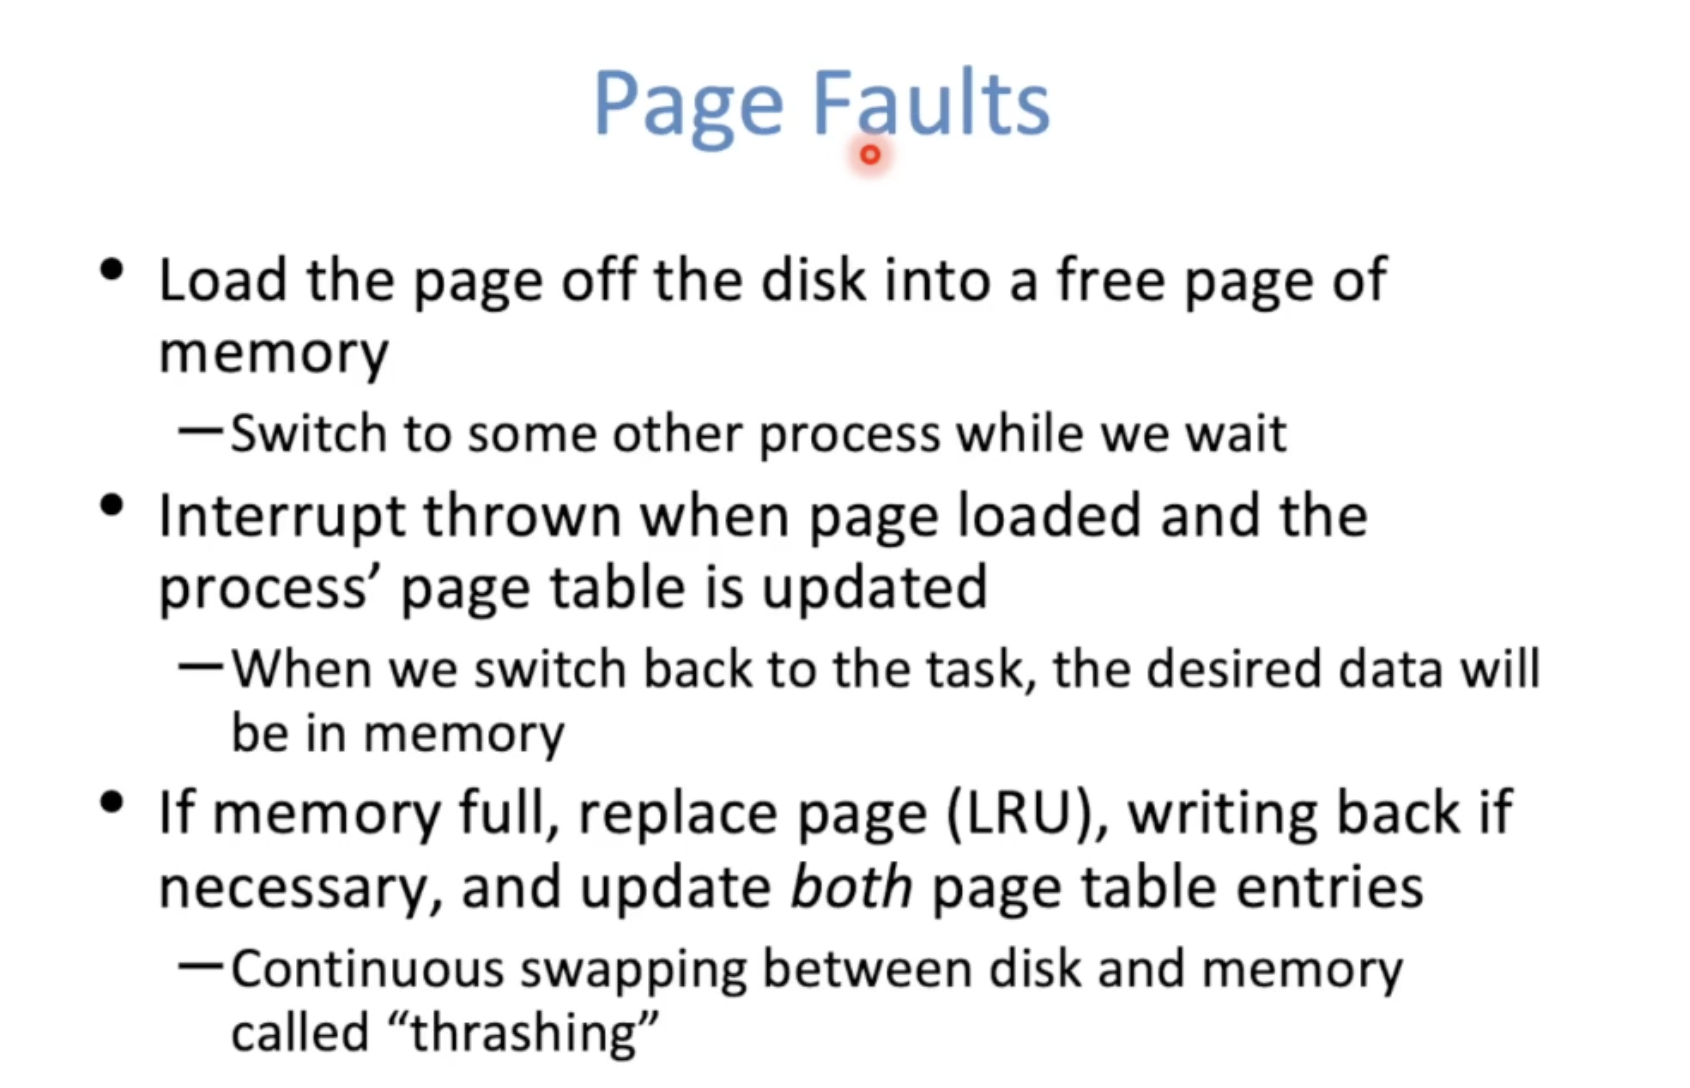 Page Faults
• Load the page off the disk into a free page of
memory
—Switch to some other process while we wait
• Interrupt thrown when page loaded and the
process’ page table is updated
—When we switch back to the task, the desired data will
be in memory
• If memory full, replace page (LRU), writing back if
necessary, and update both page table entries
—Continuous swapping between disk and memory
called “thrashing”